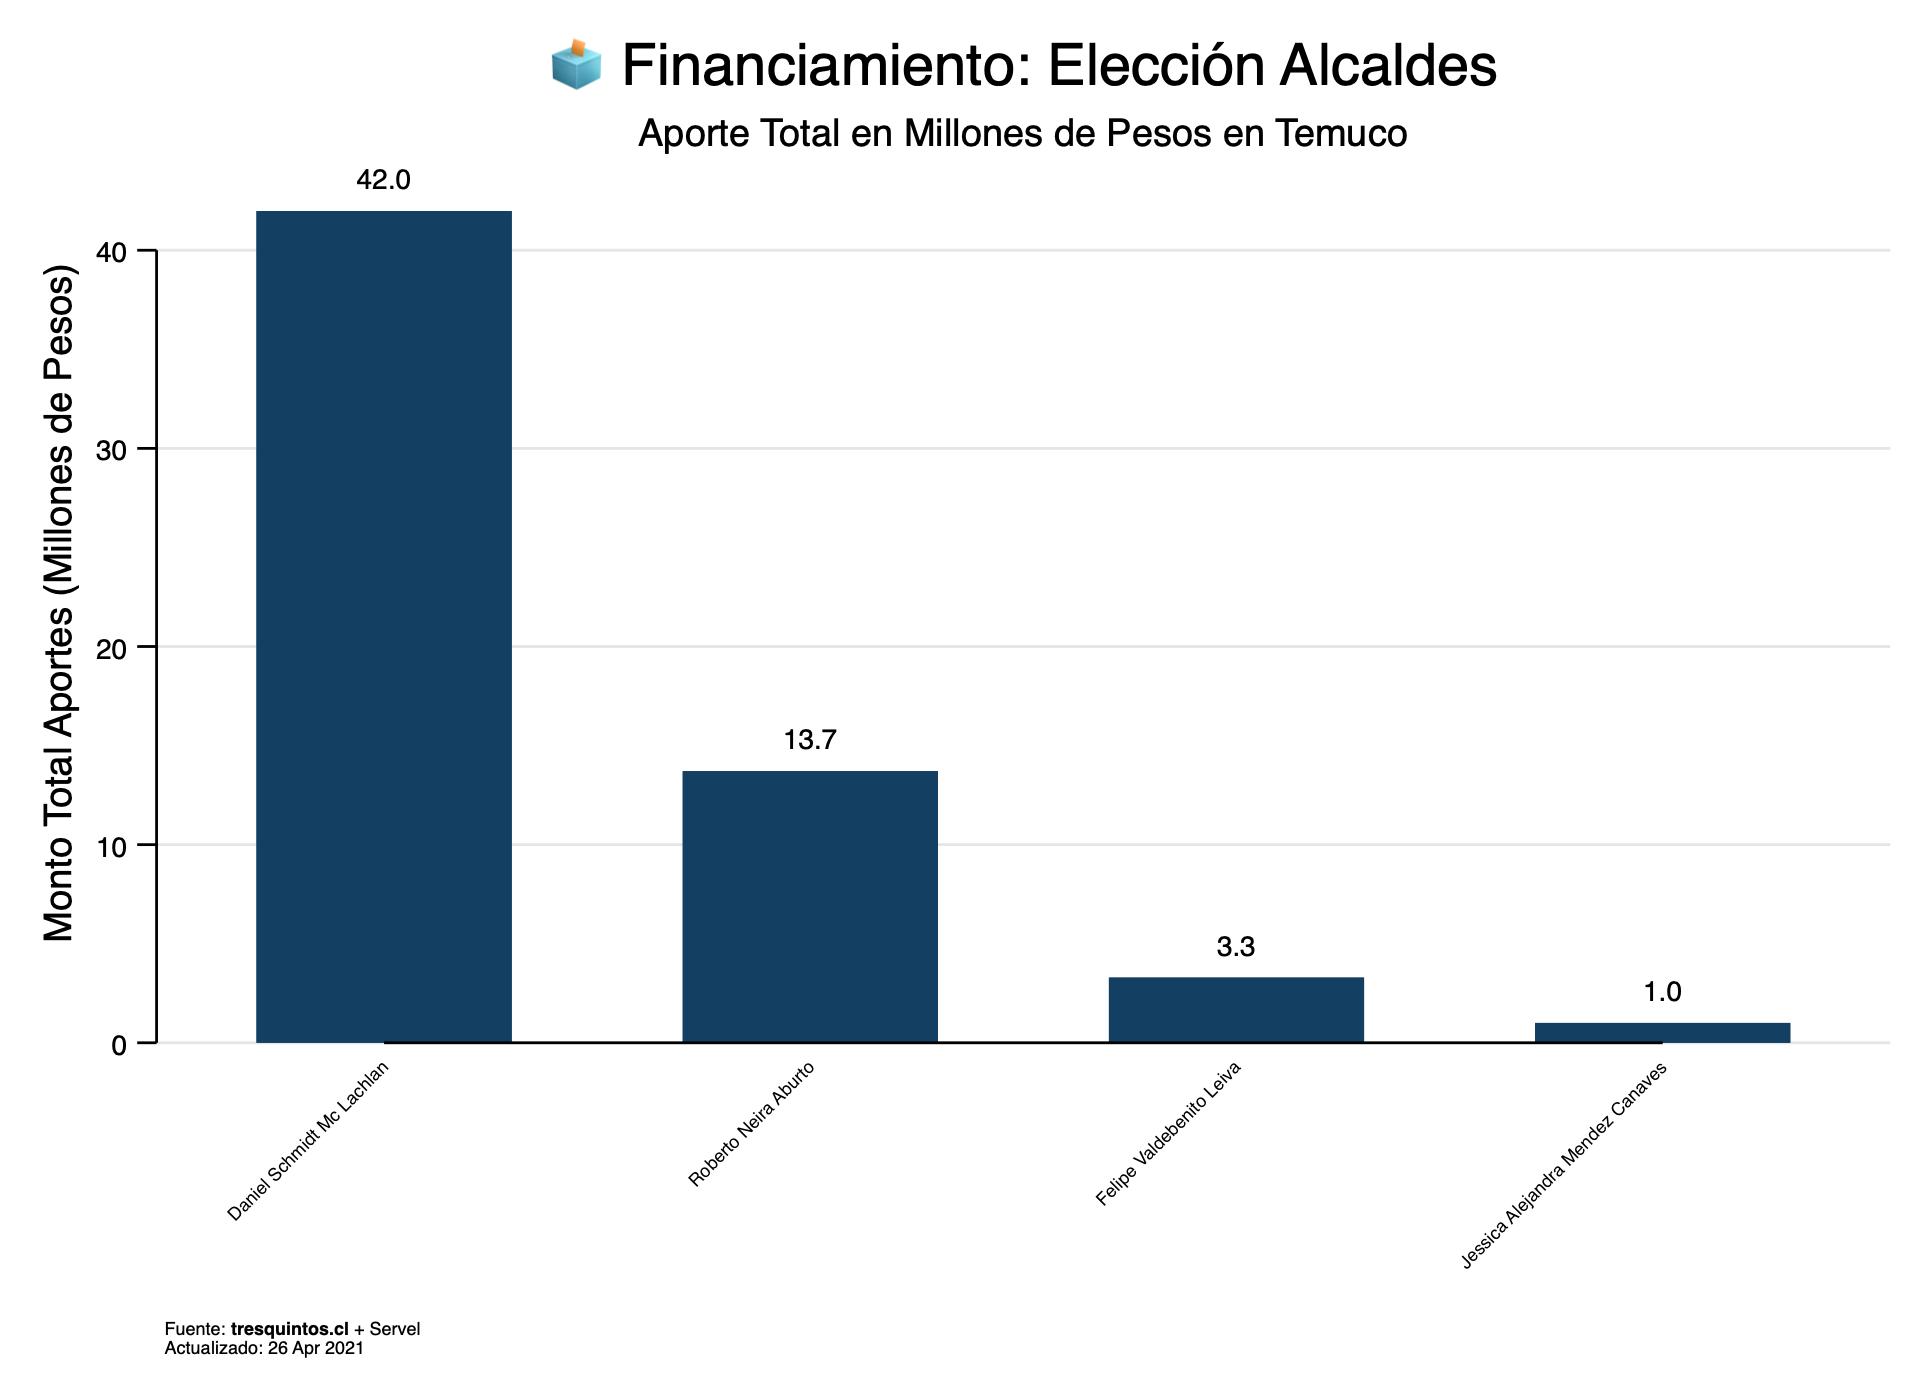 Financiamiento: Elección Alcaldes
Aporte Total en Millones de Pesos en Temuco
Monto Total Aportes (Millones de Pesos)
40
30
20
10
0
42.0
13.7
3.3
1.0
Daniel Schmidt Mc Lachlan
Roberto Neira Aburto
Felipe Valdebenito Leiva
Jessica Alejandra Mendez Canaves
Fuente: tresquintos.cl + Servel
Actualizado: 26 Apr 2021